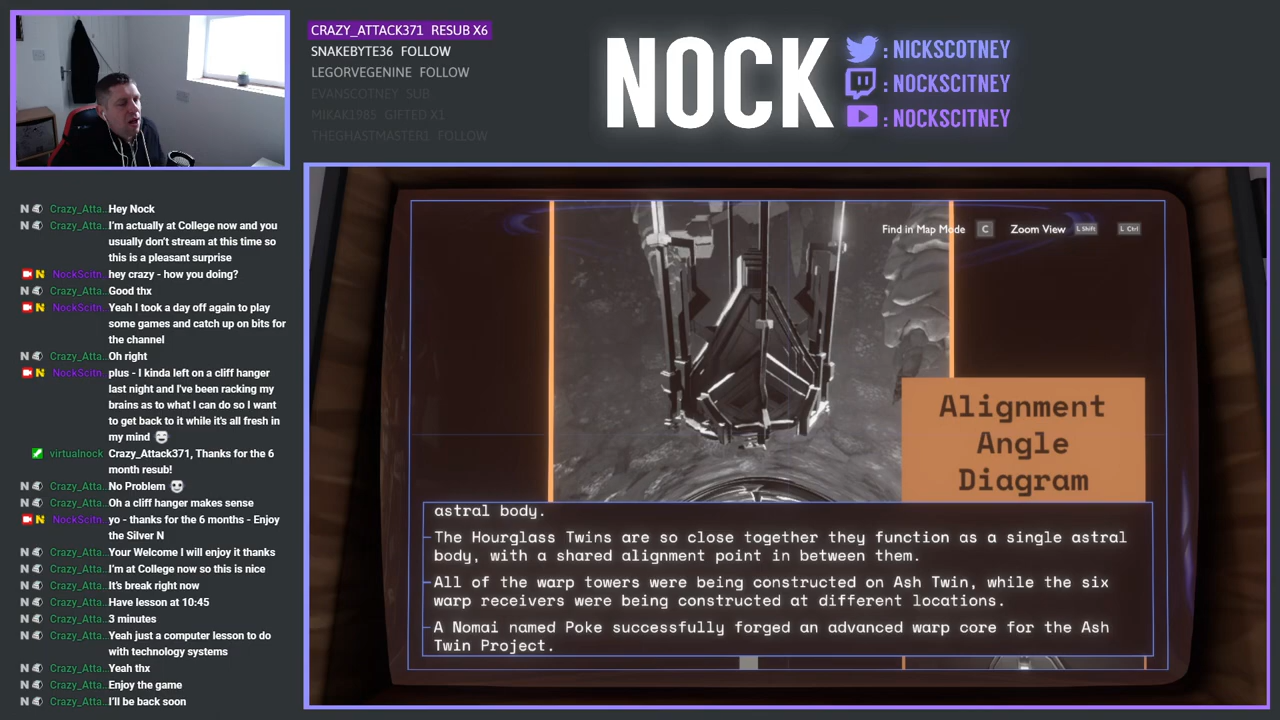 CRAZY_ATTACK371 RESUB X6
SNAKEBYTE36 FOLLOW
LEGORVEGENINE FOLLOW
EVANSCOTNEY SUB
MIKAK1985 GIFTED X1
THEGHASTMASTER1 FOLLOW
NOCK
: NICKSCOTNEY
: NOCKSCITNEY
: NOCKSCITNEY
Crazy_Atta.. Hey Nock
Crazy_Atta.. I'm actually at College now and you
usually don't stream at this time so
this is a pleasant surprise
NockScitn.. hey crazy - how you doing?
Crazy_Atta.. Good thx
NockScitn.. Yeah I took a day off again to play
some games and catch up on bits for
the channel
Crazy_Atta.. Oh right
NockScitn.. plus - I kinda left on a cliff hanger
last night and I've been racking my
brains as to what I can do so I want
to get back to it while it's all fresh in
my mind
virtualnock Crazy_Attack371, Thanks for the 6
month resub!
Crazy_Atta.. No Problem
Crazy_Atta.. Oh a cliff hanger makes sense
NockScitn.. yo - thanks for the 6 months - Enjoy
the Silver N
Crazy_Atta.. Your Welcome I will enjoy it thanks
Crazy_Atta.. I'm at College now so this is nice
Crazy_Atta.. It's break right now
Crazy_Atta.. Have lesson at 10:45
Crazy_Atta.. 3 minutes
Crazy_Atta.. Yeah just a computer lesson to do
with technology systems
Crazy_Atta.. Yeah thx
Crazy_Atta.. Enjoy the game
Crazy_Atta.. I'll be back soon
Find in Map Mode C Zoom View L Shift L Ctrl
Alignment
Angle
Diagram
astral body.
The Hourglass Twins are so close together they function as a single astral
body, with a shared alignment point in between them.
All of the warp towers were being constructed on Ash Twin, while the six
warp receivers were being constructed at different locations.
A Nomai named Poke successfully forged an advanced warp core for the Ash
Twin Project.